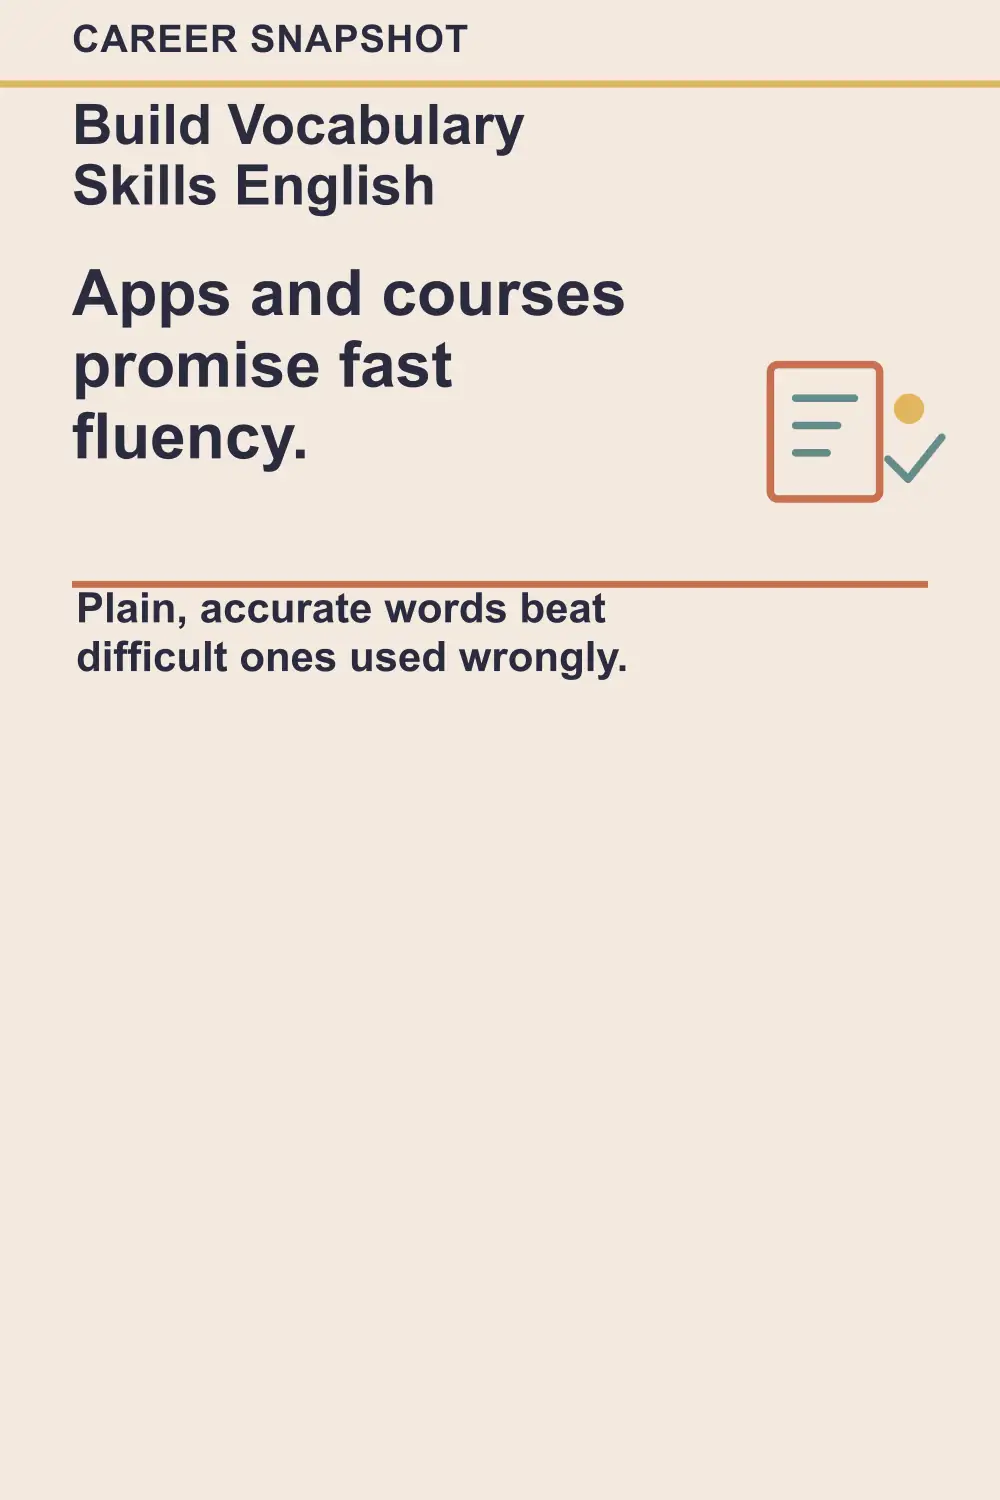 CAREER SNAPSHOT
Build Vocabulary
Skills English
Apps and courses
promise fast
fluency.
Plain, accurate words beat
difficult ones used wrongly.